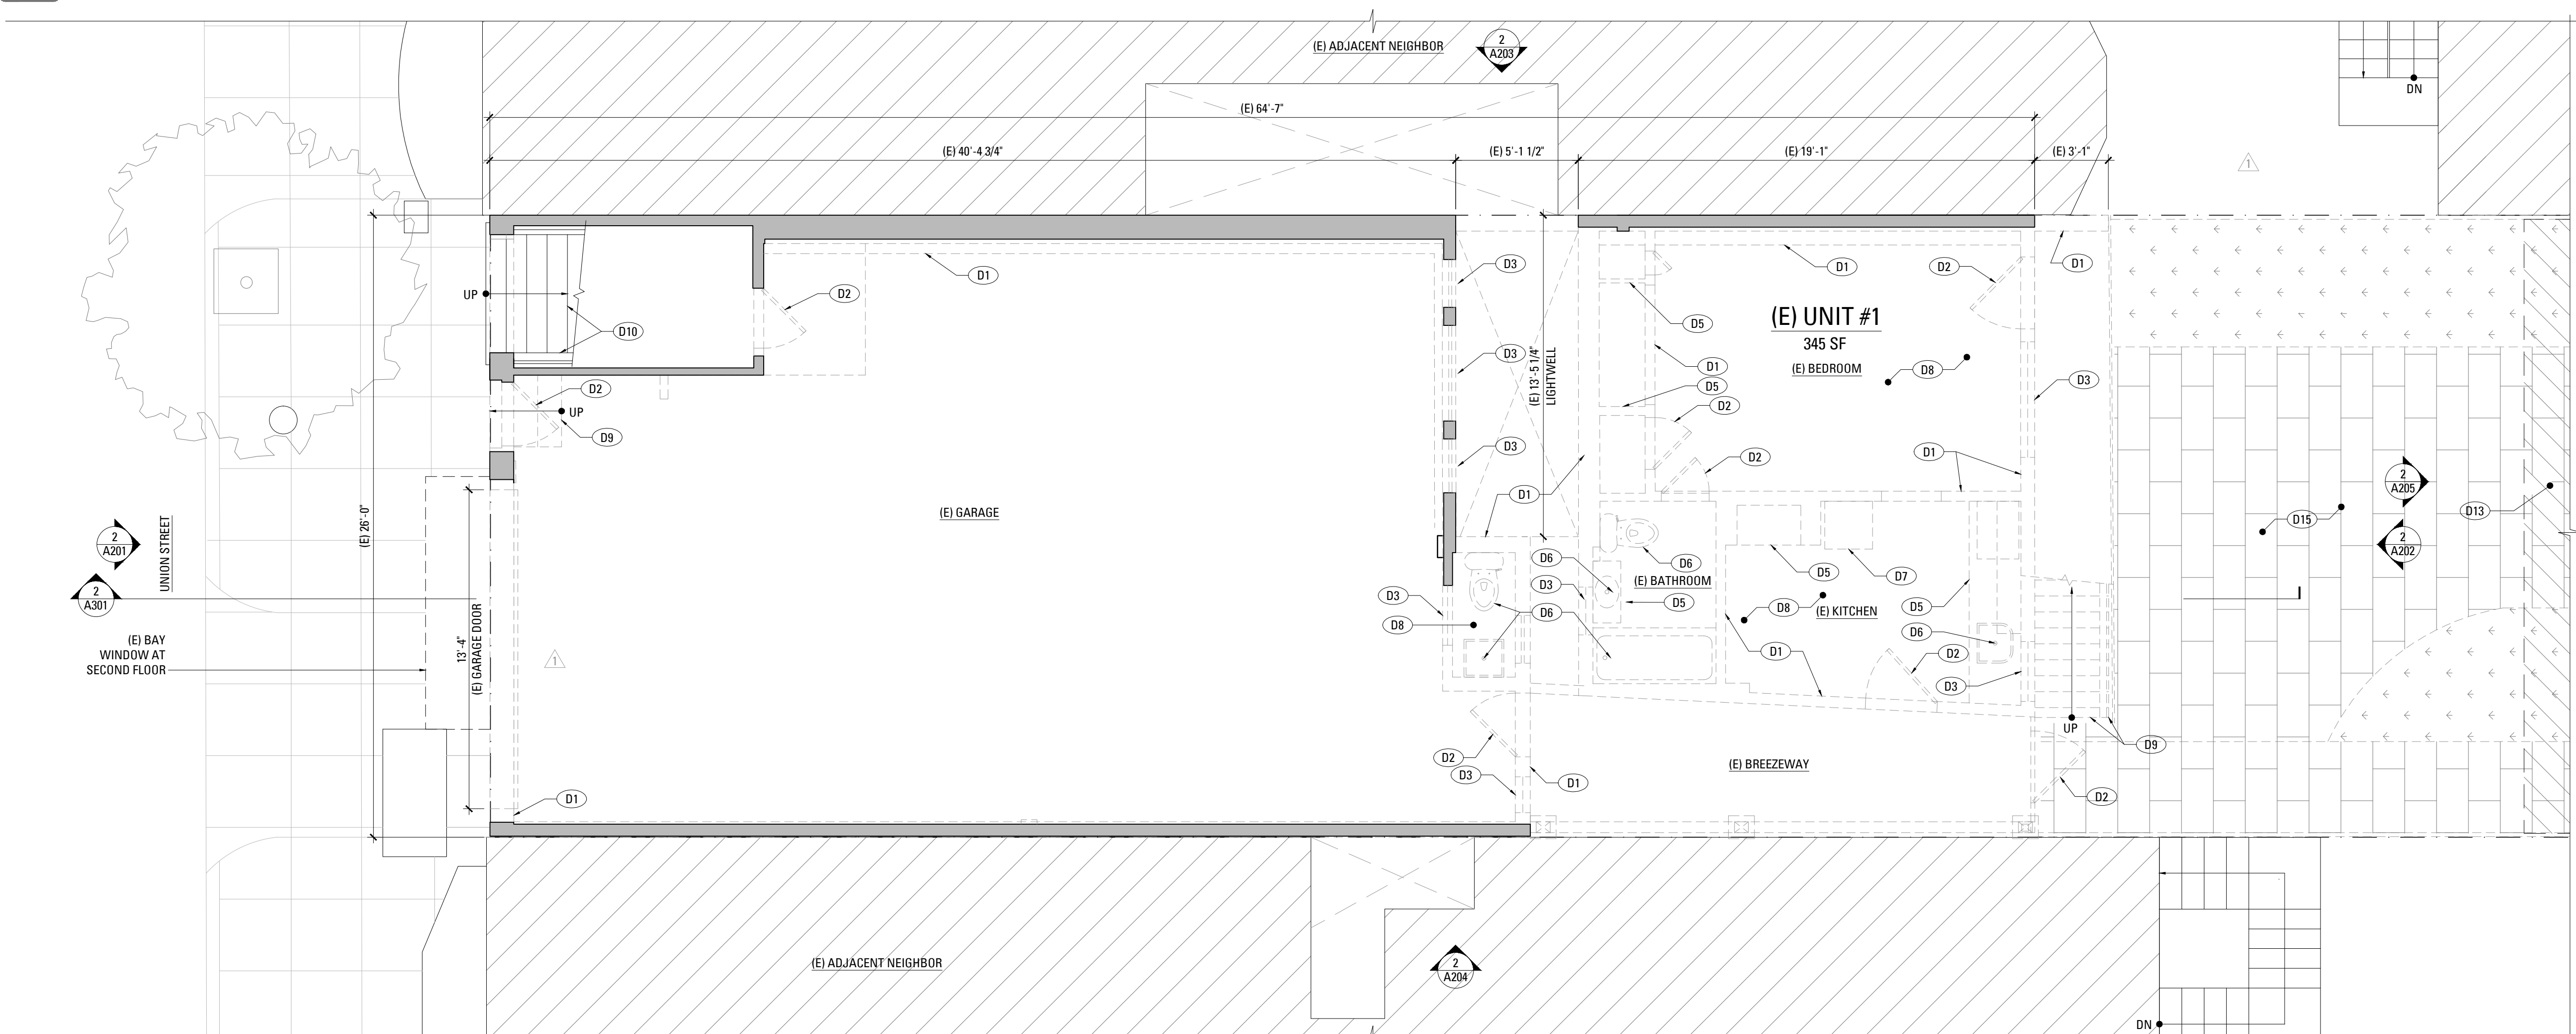 (E) ADJACENT NEIGHBOR
2
A203
DN
(E) 64'-7"
(E) 40'-4 3/4"
(E) 5'-1 1/2"
(E) 19'-1"
(E) 3'-1"
1
D1
D2
D3
D1
D2
D1
UP
D10
D5
(E) UNIT #1
345 SF
(E) BEDROOM
D8
D3
D3
D1
D5
D2
D2
UP
D9
D2
(E) 13'-5 1/4"
LIGHTWELL
D3
D2
D1
D1
(E) GARAGE
(E) 26'-0"
2
A201
UNION STREET
2
A301
(E) BAY
WINDOW AT
SECOND FLOOR
13'-4"
(E) GARAGE DOOR
1
D1
D3
D8
D6
D3
D6
D6
(E) BATHROOM
D5
D5
D7
D8
(E) KITCHEN
D5
D6
D1
D2
D3
2
A205
2
A202
D15
D13
UP
D9
D2
D3
D1
(E) BREEZEWAY
D2
(E) ADJACENT NEIGHBOR
2
A204
DN